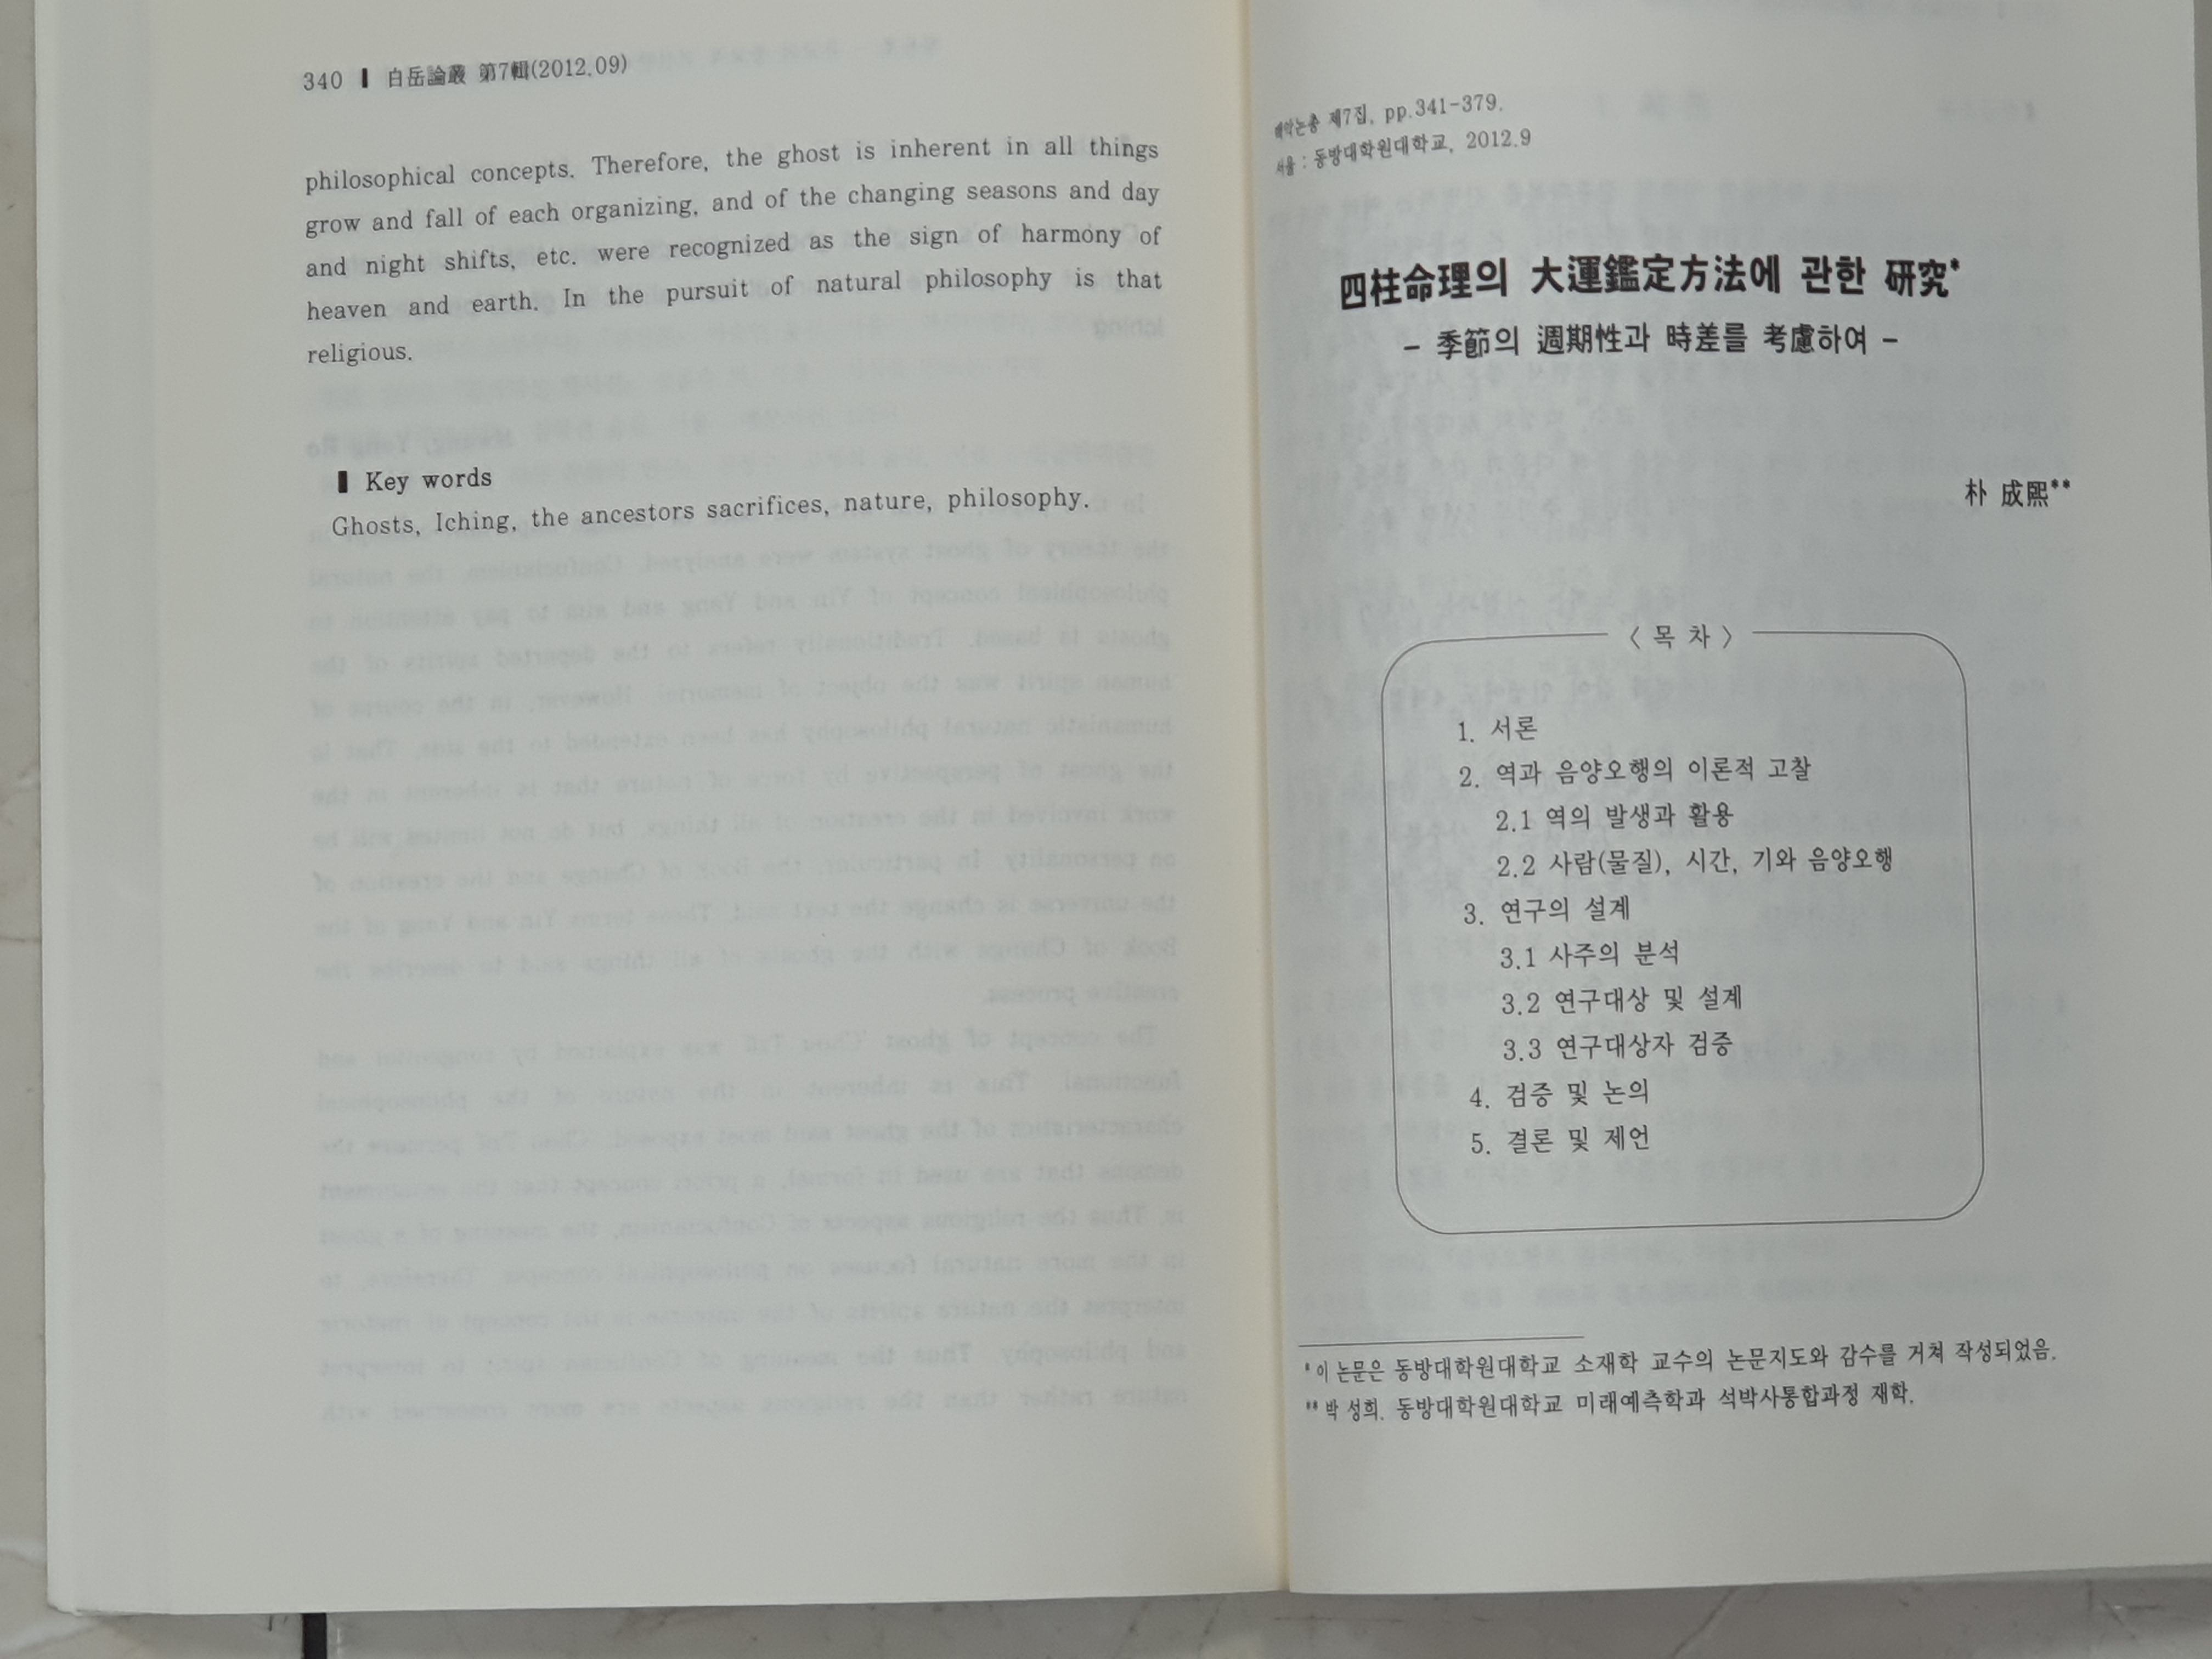 340 ▌ 白岳論叢 第7輯(2012.09)
philosophical concepts. Therefore, the ghost is inherent in all things
grow and fall of each organizing, and of the changing seasons and day
and night shifts, etc. were recognized as the sign of harmony of
heaven and earth. In the pursuit of natural philosophy is that
religious.
▌ Key words
Ghosts, Iching, the ancestors sacrifices, nature, philosophy.
백악논총 제7집, pp.341-379.
서울 : 동방대학원대학교, 2012.9
四柱命理의 大運鑑定方法에 관한 研究*
- 季節의 週期性과 時差를 考慮하여 -
朴 成熙**
< 목 차 >
1. 서론
2. 역과 음양오행의 이론적 고찰
2.1 역의 발생과 활용
2.2 사람(물질), 시간, 기와 음양오행
3. 연구의 설계
3.1 사주의 분석
3.2 연구대상 및 설계
3.3 연구대상자 검증
4. 검증 및 논의
5. 결론 및 제언
* 이 논문은 동방대학원대학교 소재학 교수의 논문지도와 감수를 거쳐 작성되었음.
** 박 성희. 동방대학원대학교 미래예측학과 석박사통합과정 재학.